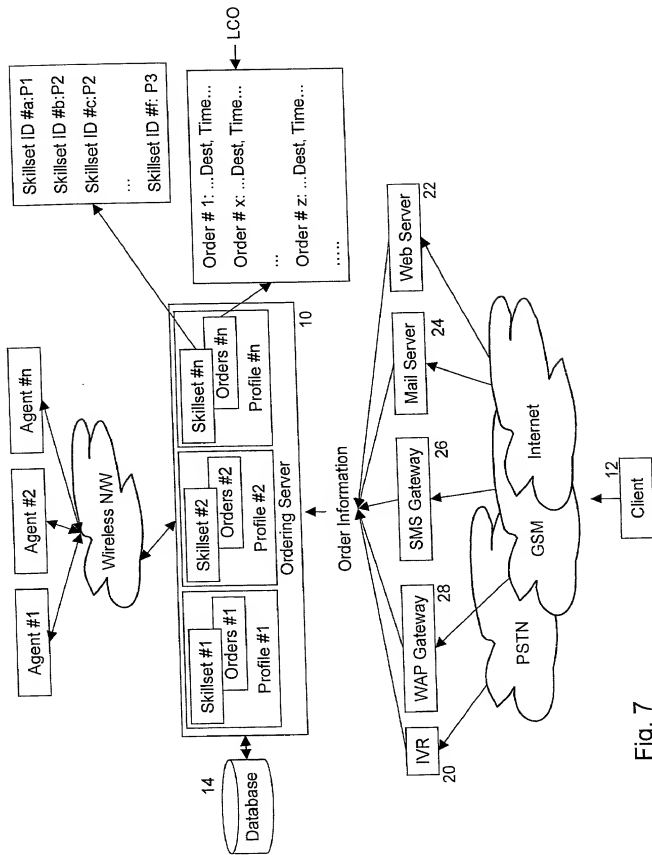 Agent #1
Agent #2
Agent #n
Wireless N/W
Skillset ID #a:P1
Skillset ID #b:P2
Skillset ID #c:P2
...
Skillset ID #f: P3
Database
14
Skillset #1
Orders #1
Profile #1
Skillset #2
Orders #2
Profile #2
Skillset #n
Orders #n
Profile #n
Ordering Server
10
Order # 1: ...Dest, Time...
Order # x: ...Dest, Time...
...
Order # z: ...Dest, Time...
......
LCO
Order Information
IVR
20
WAP Gateway
28
SMS Gateway
26
Mail Server
24
Web Server
22
PSTN
GSM
Internet
12
Client
Fig. 7